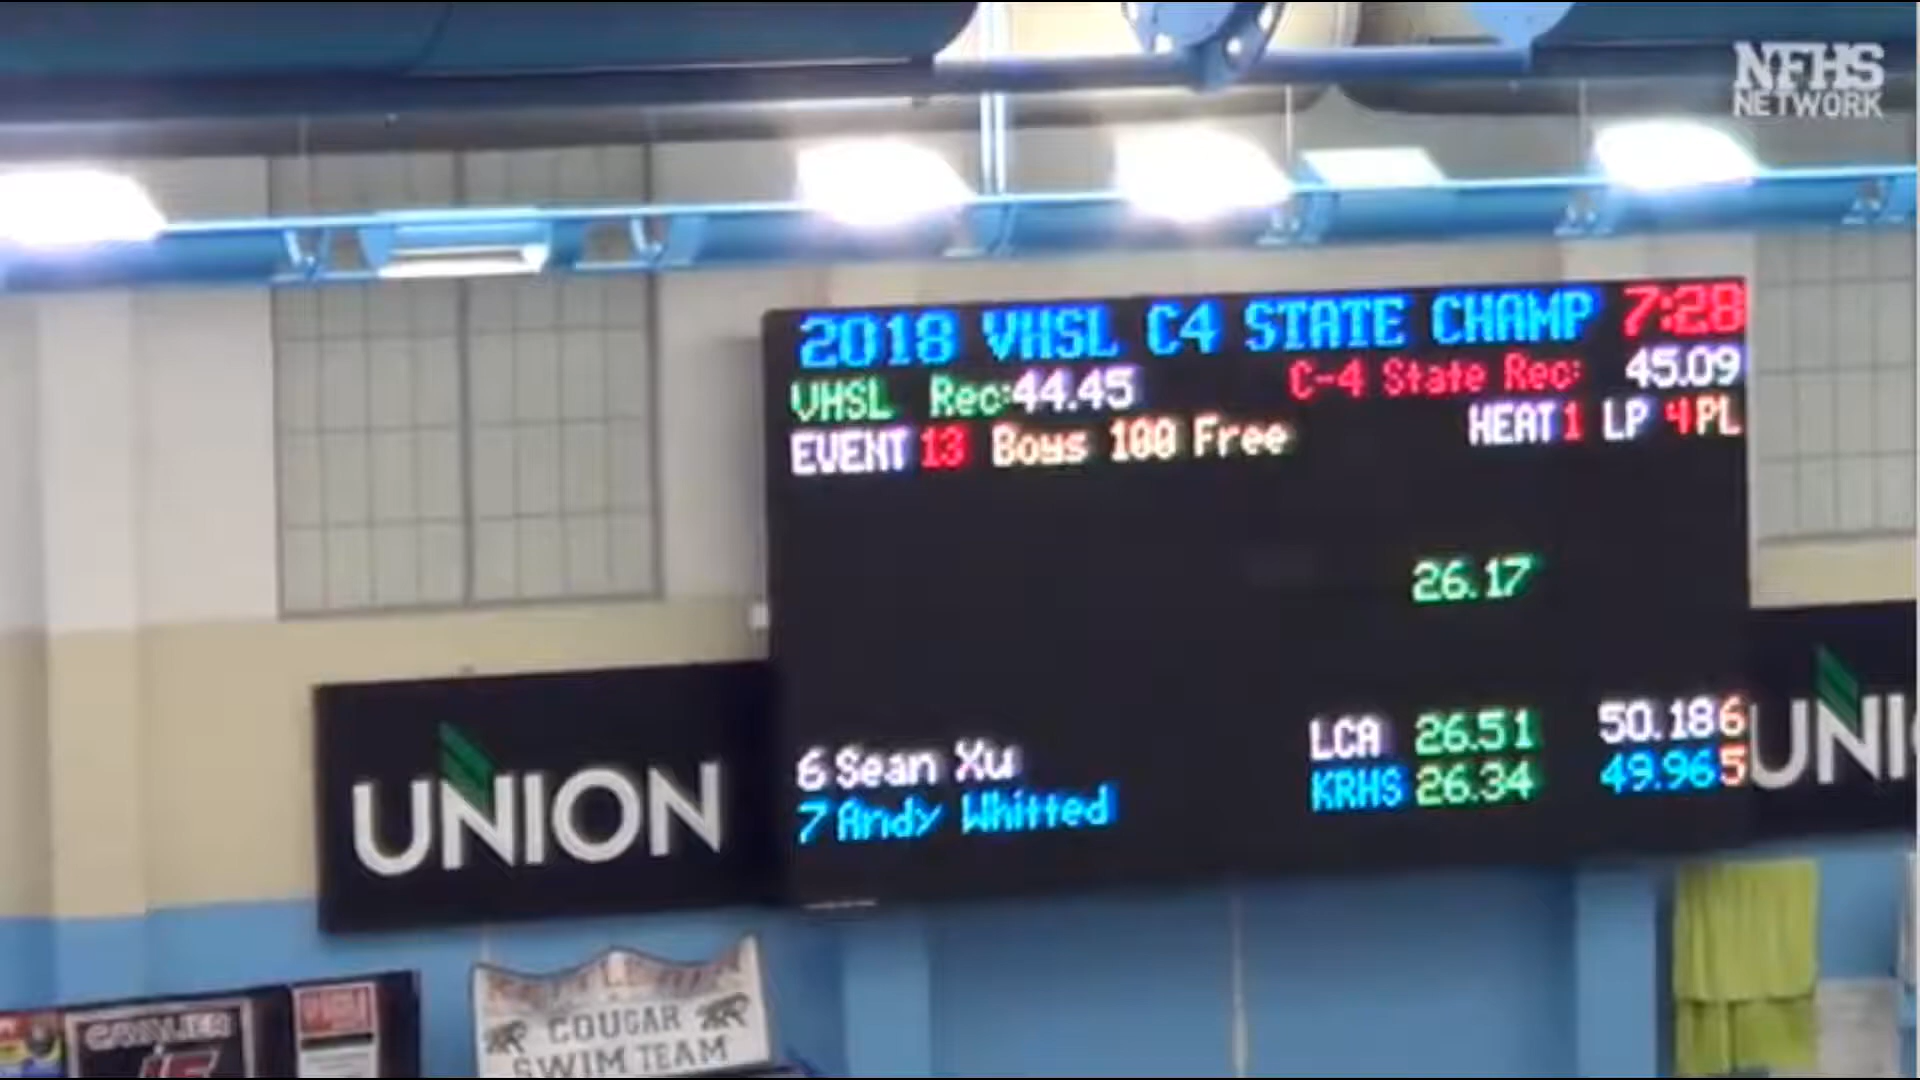 NFHS
NETWORK
2018 VHSL C4 STATE CHAMP 7:28
VHSL Rec:44.45 C-4 State Rec: 45.09
EVENT 13 Boys 100 Free HEAT 1 LP 4 PL
26.17
6 Sean Xu LCA 26.51 50.18 6
7 Andy Whitted KRHS 26.34 49.96 5
UNION
UNI
CAVALIER
COUGAR
SWIM TEAM